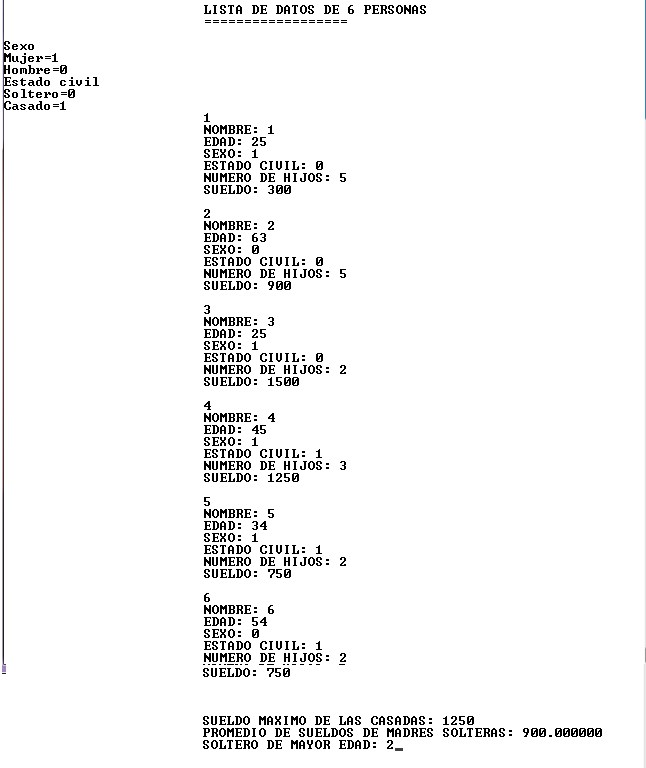 LISTA DE DATOS DE 6 PERSONAS
==================
Sexo
Mujer=1
Hombre=0
Estado civil
Soltero=0
Casado=1
1
NOMBRE: 1
EDAD: 25
SEXO: 1
ESTADO CIVIL: 0
NUMERO DE HIJOS: 5
SUELDO: 300
2
NOMBRE: 2
EDAD: 63
SEXO: 0
ESTADO CIVIL: 0
NUMERO DE HIJOS: 5
SUELDO: 900
3
NOMBRE: 3
EDAD: 25
SEXO: 1
ESTADO CIVIL: 0
NUMERO DE HIJOS: 2
SUELDO: 1500
4
NOMBRE: 4
EDAD: 45
SEXO: 1
ESTADO CIVIL: 1
NUMERO DE HIJOS: 3
SUELDO: 1250
5
NOMBRE: 5
EDAD: 34
SEXO: 1
ESTADO CIVIL: 1
NUMERO DE HIJOS: 2
SUELDO: 750
6
NOMBRE: 6
EDAD: 54
SEXO: 0
ESTADO CIVIL: 1
NUMERO DE HIJOS: 2
SUELDO: 750
SUELDO MAXIMO DE LAS CASADAS: 1250
PROMEDIO DE SUELDOS DE MADRES SOLTERAS: 900.000000
SOLTERO DE MAYOR EDAD: 2_